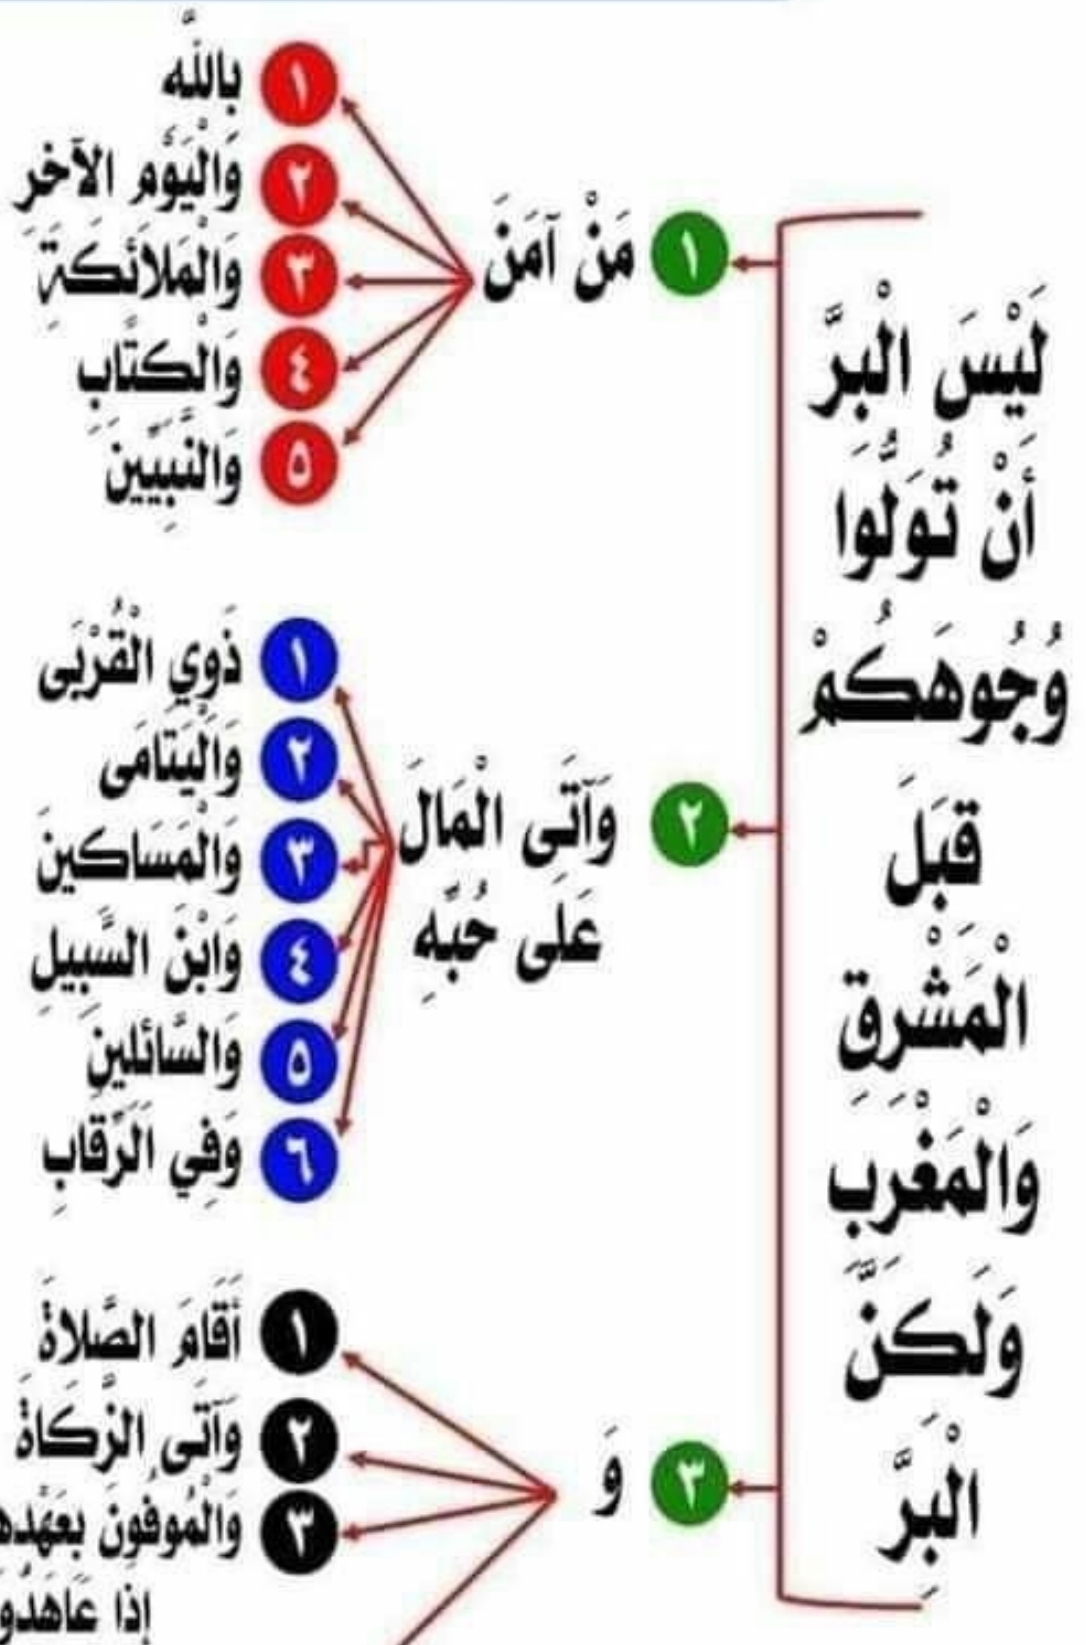 لَيْسَ الْبِرَّ
أَنْ تُوَلُّوا
وُجُوهَكُمْ
قِبَلَ
الْمَشْرِقِ
وَالْمَغْرِبِ
وَلَكِنَّ
الْبِرَّ
١ مَنْ آمَنَ
١ بِاللَّهِ
٢ وَالْيَوْمِ الآخِرِ
٣ وَالْمَلاَئِكَةِ
٤ وَالْكِتَابِ
٥ وَالنَّبِيِّينَ
٢ وَآتَى الْمَالَ
عَلَى حُبِّهِ
١ ذَوِي الْقُرْبَى
٢ وَالْيَتَامَى
٣ وَالْمَسَاكِينَ
٤ وَابْنَ السَّبِيلِ
٥ وَالسَّائِلِينَ
٦ وَفِي الرِّقَابِ
٣ وَ
١ أَقَامَ الصَّلاةَ
٢ وَآتَى الزَّكَاةَ
٣ وَالْمُوفُونَ بِعَهْدِه
إِذَا عَاهَدُو